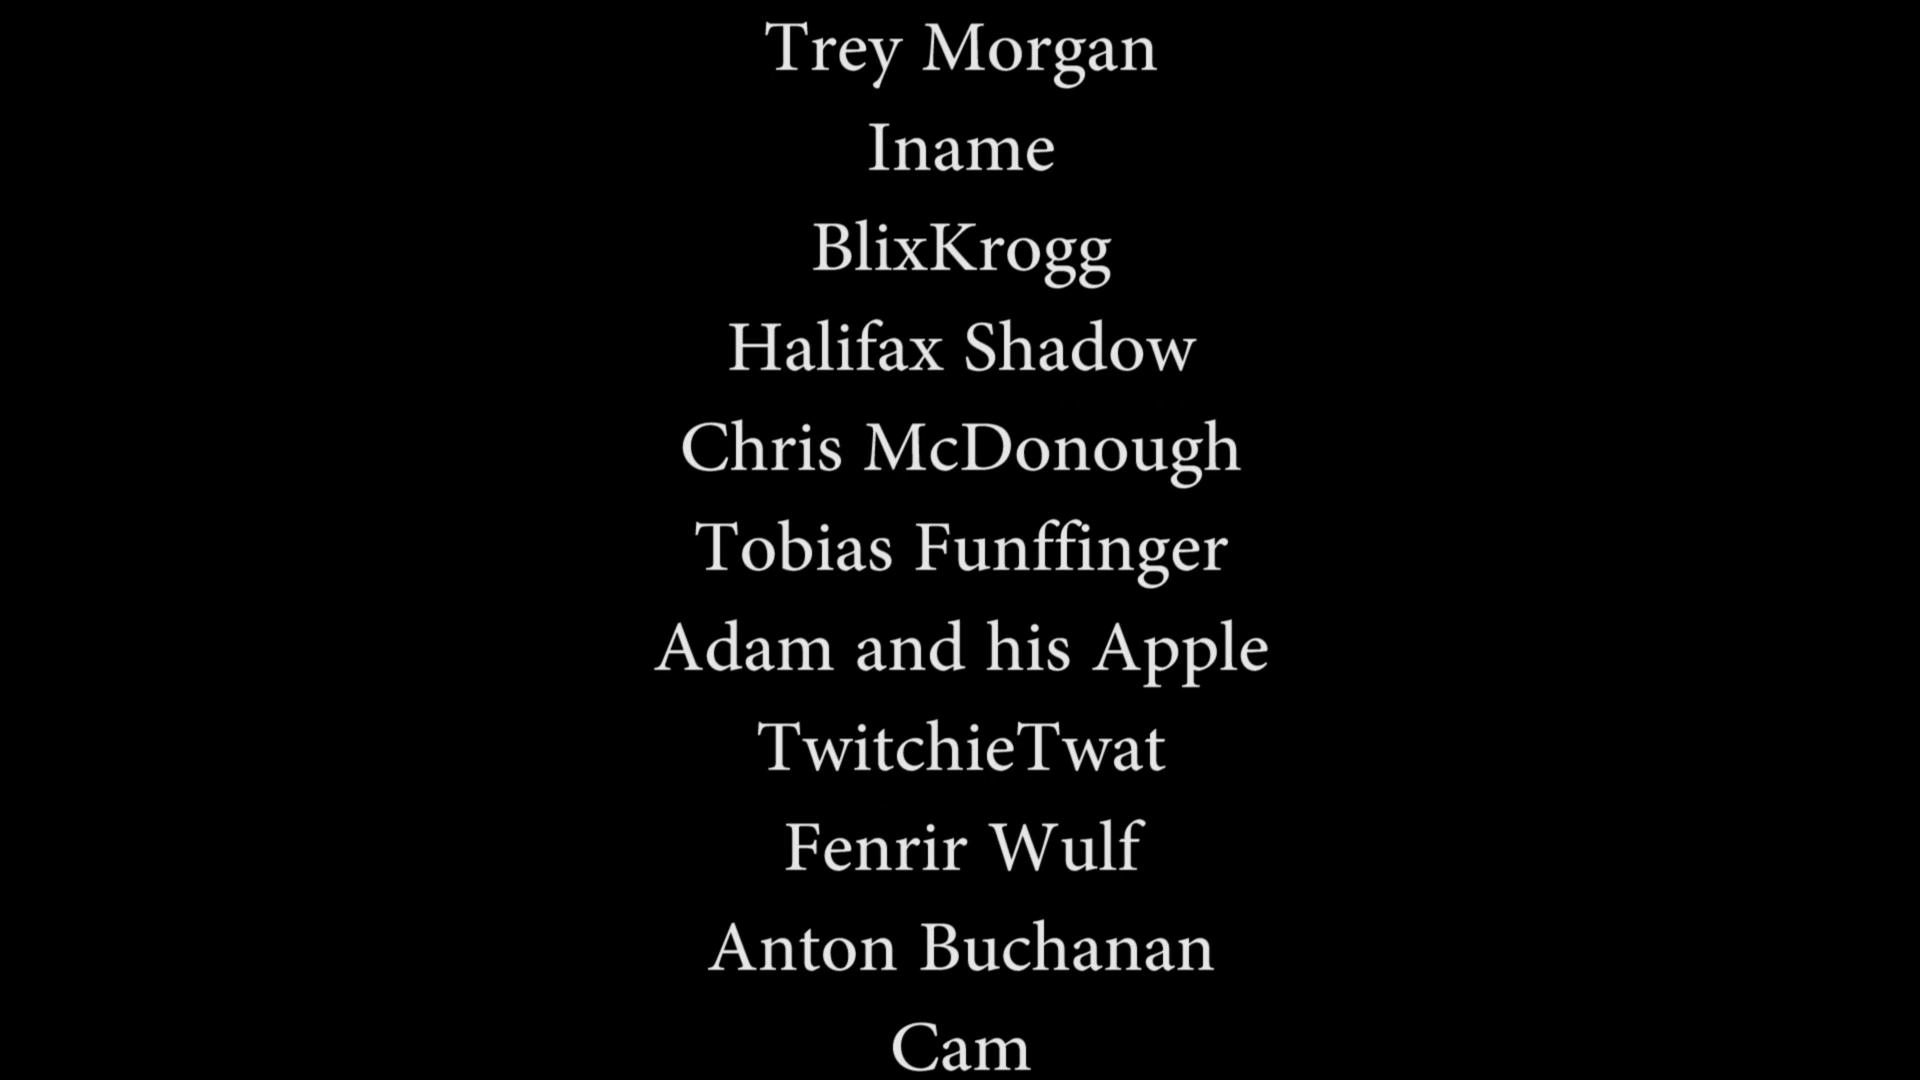 Trey Morgan
Iname
BlixKrogg
Halifax Shadow
Chris McDonough
Tobias Funffinger
Adam and his Apple
TwitchieTwat
Fenrir Wulf
Anton Buchanan
Cam